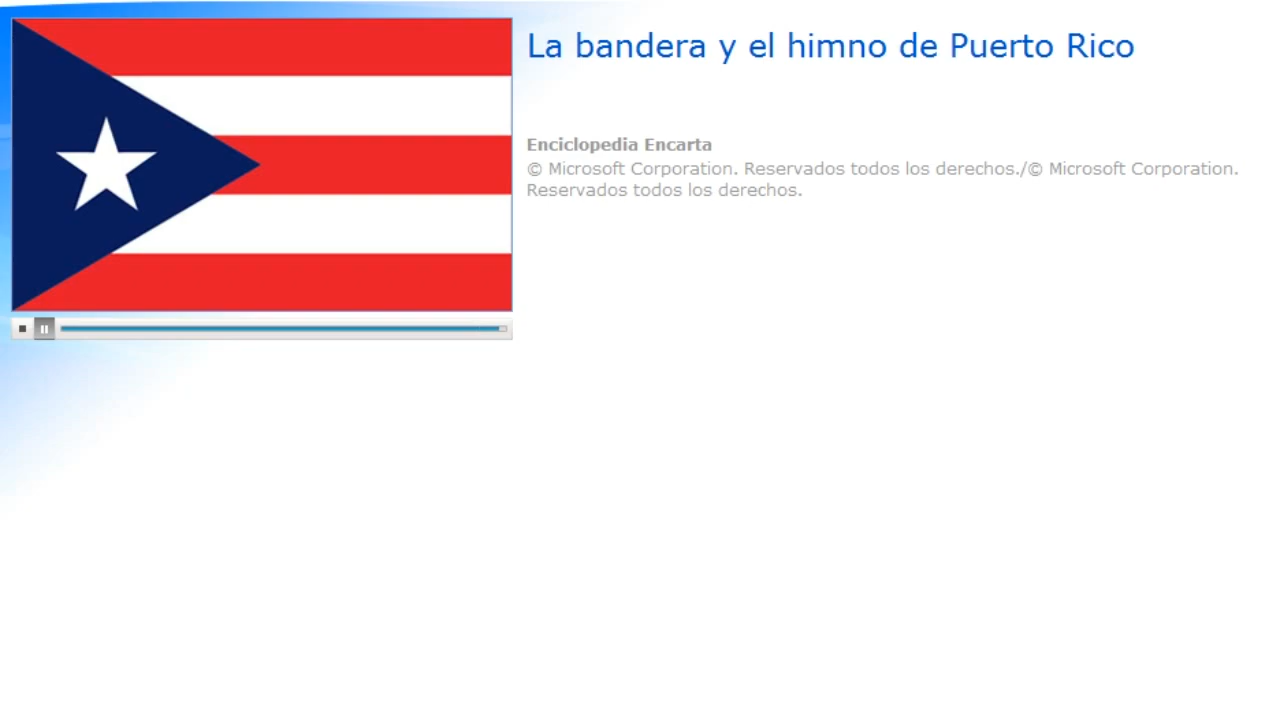 La bandera y el himno de Puerto Rico
Enciclopedia Encarta
© Microsoft Corporation. Reservados todos los derechos./© Microsoft Corporation.
Reservados todos los derechos.